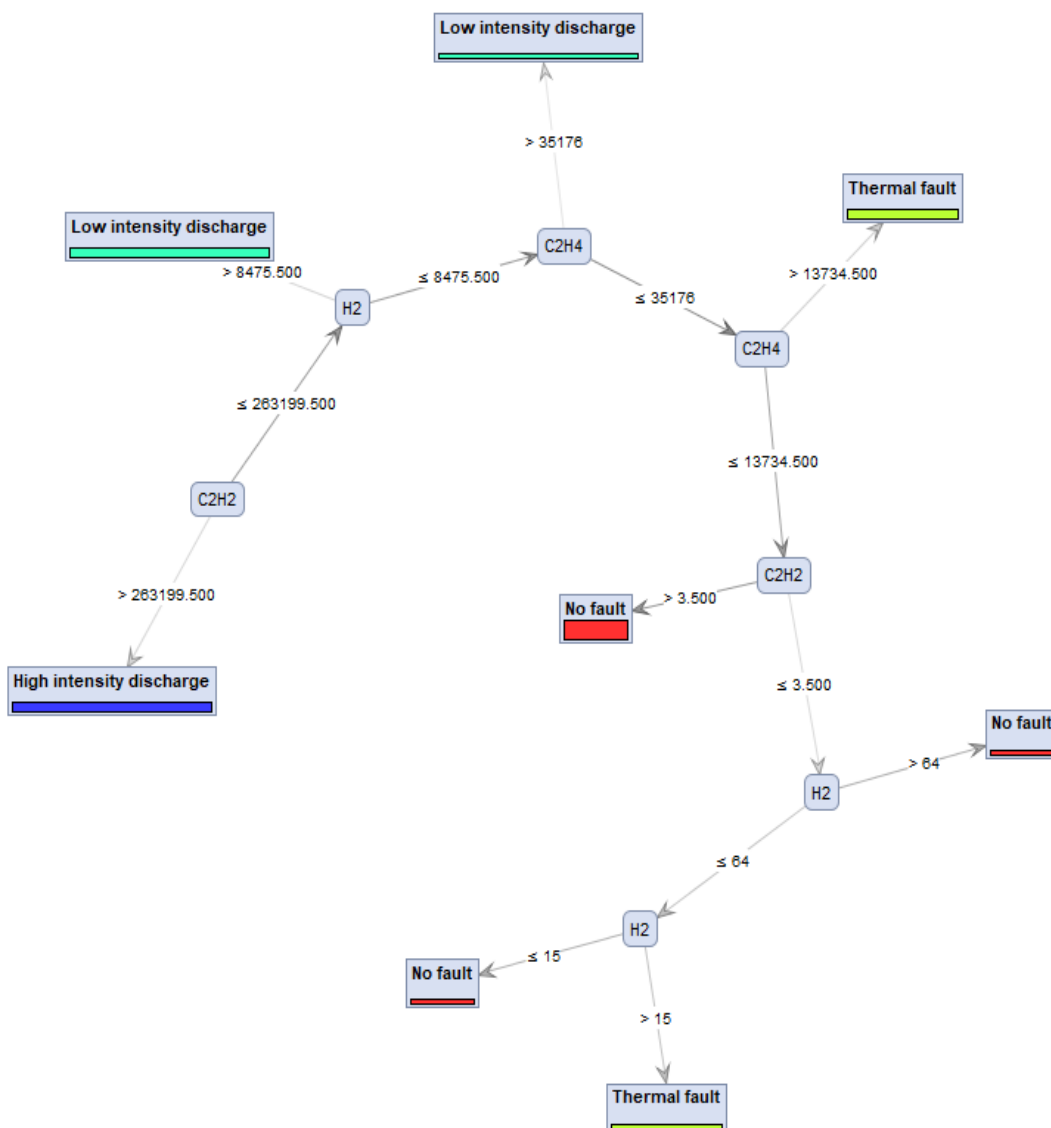 Low intensity discharge
> 35176
Thermal fault
Low intensity discharge
C2H4
> 8475.500
≤ 8475.500
> 13734.500
H2
≤ 35176
C2H4
≤ 263199.500
≤ 13734.500
C2H2
C2H2
> 263199.500
> 3.500
No fault
High intensity discharge
≤ 3.500
No fault
> 64
H2
≤ 64
H2
≤ 15
No fault
> 15
Thermal fault